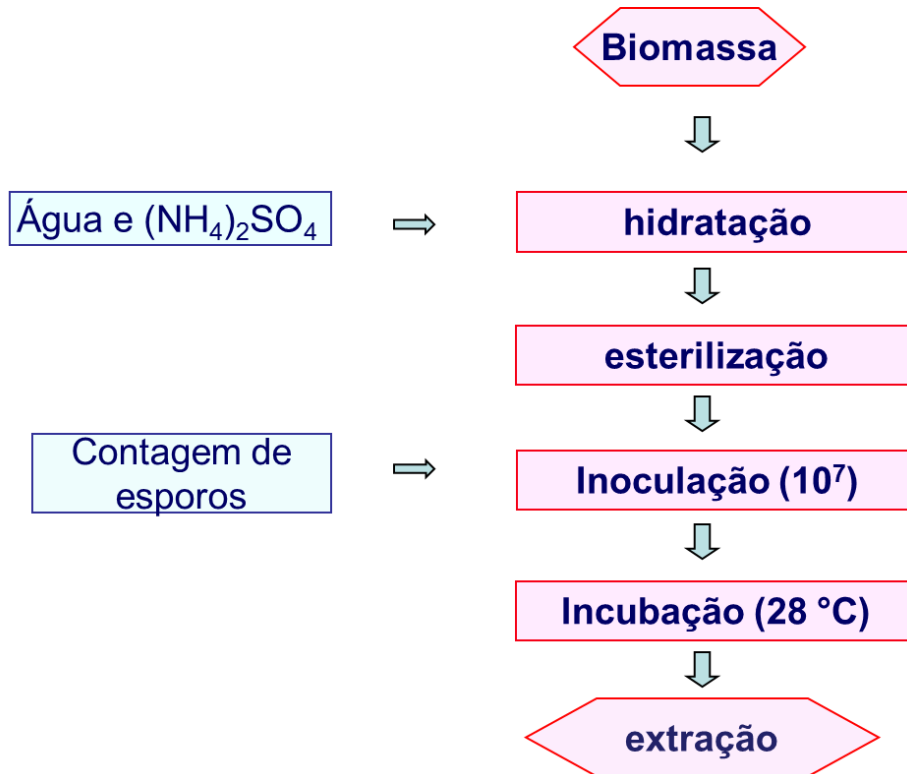 Biomassa
Água e (NH₄)₂SO₄
hidratação
esterilização
Contagem de
esporos
Inoculação (10⁷)
Incubação (28 °C)
extração